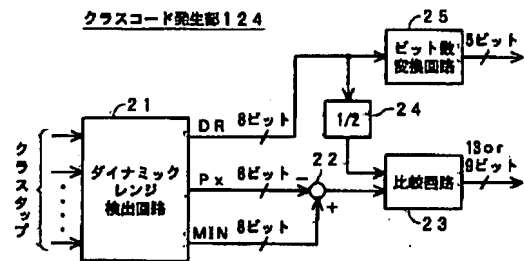 クラスコード発生部124
21
クラスタップ
ダイナミック
レンジ
検出回路
DR
8ビット
Px
8ビット
MIN
8ビット
－
22
＋
1/2
24
25
ビット数
変換回路
5ビット
比較回路
23
13or
9ビット